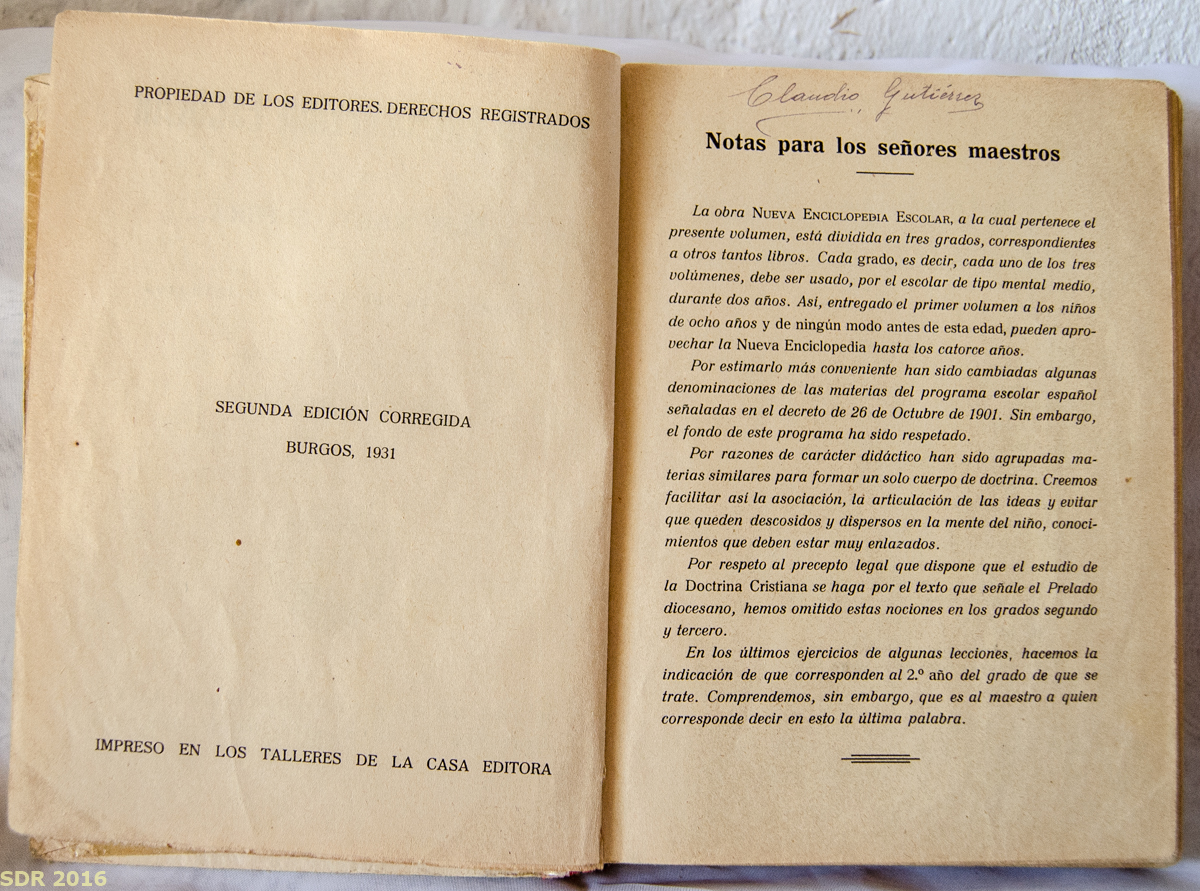 PROPIEDAD DE LOS EDITORES. DERECHOS REGISTRADOS
SEGUNDA EDICIÓN CORREGIDA
BURGOS, 1931
IMPRESO EN LOS TALLERES DE LA CASA EDITORA
Claudio Gutiérrez
Notas para los señores maestros
La obra NUEVA ENCICLOPEDIA ESCOLAR, a la cual pertenece el
presente volumen, está dividida en tres grados, correspondientes
a otros tantos libros. Cada grado, es decir, cada uno de los tres
volúmenes, debe ser usado, por el escolar de tipo mental medio,
durante dos años. Así, entregado el primer volumen a los niños
de ocho años y de ningún modo antes de esta edad, pueden apro-
vechar la Nueva Enciclopedia hasta los catorce años.
Por estimarlo más conveniente han sido cambiadas algunas
denominaciones de las materias del programa escolar español
señaladas en el decreto de 26 de Octubre de 1901. Sin embargo,
el fondo de este programa ha sido respetado.
Por razones de carácter didáctico han sido agrupadas ma-
terias similares para formar un solo cuerpo de doctrina. Creemos
facilitar así la asociación, la articulación de las ideas y evitar
que queden descosidos y dispersos en la mente del niño, conoci-
mientos que deben estar muy enlazados.
Por respeto al precepto legal que dispone que el estudio de
la Doctrina Cristiana se haga por el texto que señale el Prelado
diocesano, hemos omitido estas nociones en los grados segundo
y tercero.
En los últimos ejercicios de algunas lecciones, hacemos la
indicación de que corresponden al 2.º año del grado de que se
trate. Comprendemos, sin embargo, que es al maestro a quien
corresponde decir en esto la última palabra.
SDR 2016